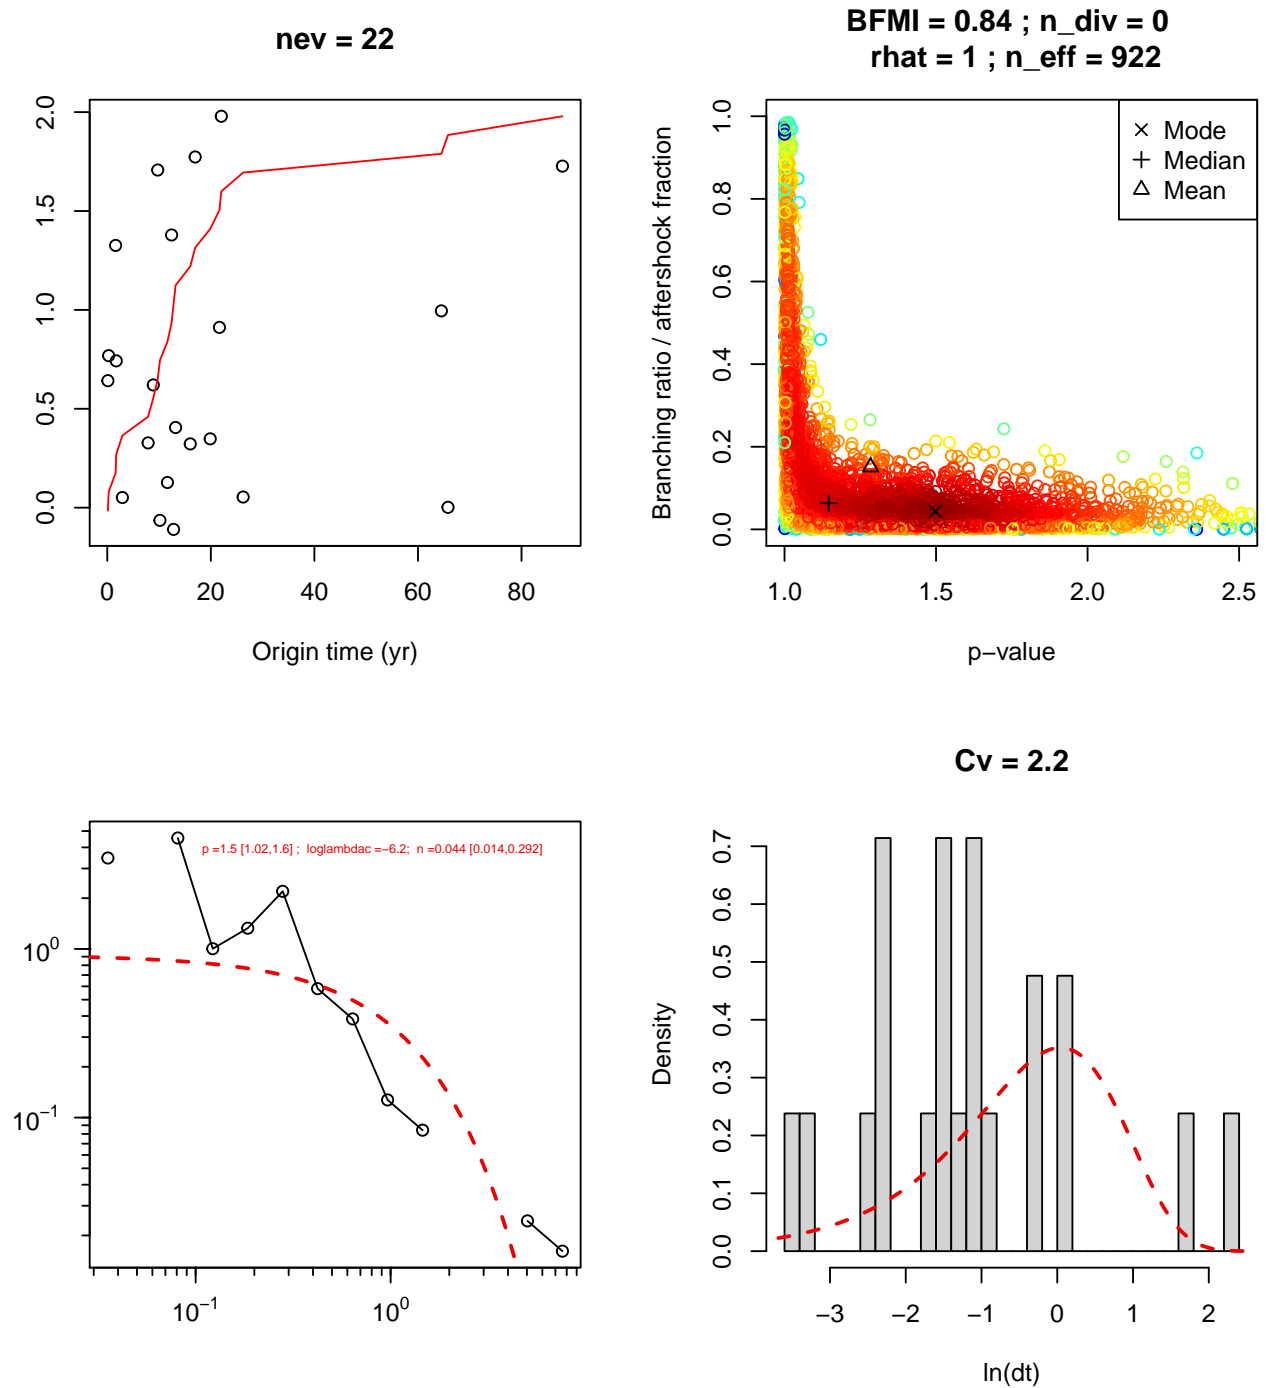 nev = 22
0.0 0.5 1.0 1.5 2.0
0 20 40 60 80
Origin time (yr)
BFMI = 0.84 ; n_div = 0
rhat = 1 ; n_eff = 922
Mode
Median
Mean
Branching ratio / aftershock fraction
0.0 0.2 0.4 0.6 0.8 1.0
1.0 1.5 2.0 2.5
p−value
p =1.5 [1.02,1.6] ; loglambdac =−6.2; n =0.044 [0.014,0.292]
10⁰
10⁻¹
10⁻¹ 10⁰
Cv = 2.2
Density
0.0 0.1 0.2 0.3 0.4 0.5 0.6 0.7
−3 −2 −1 0 1 2
ln(dt)